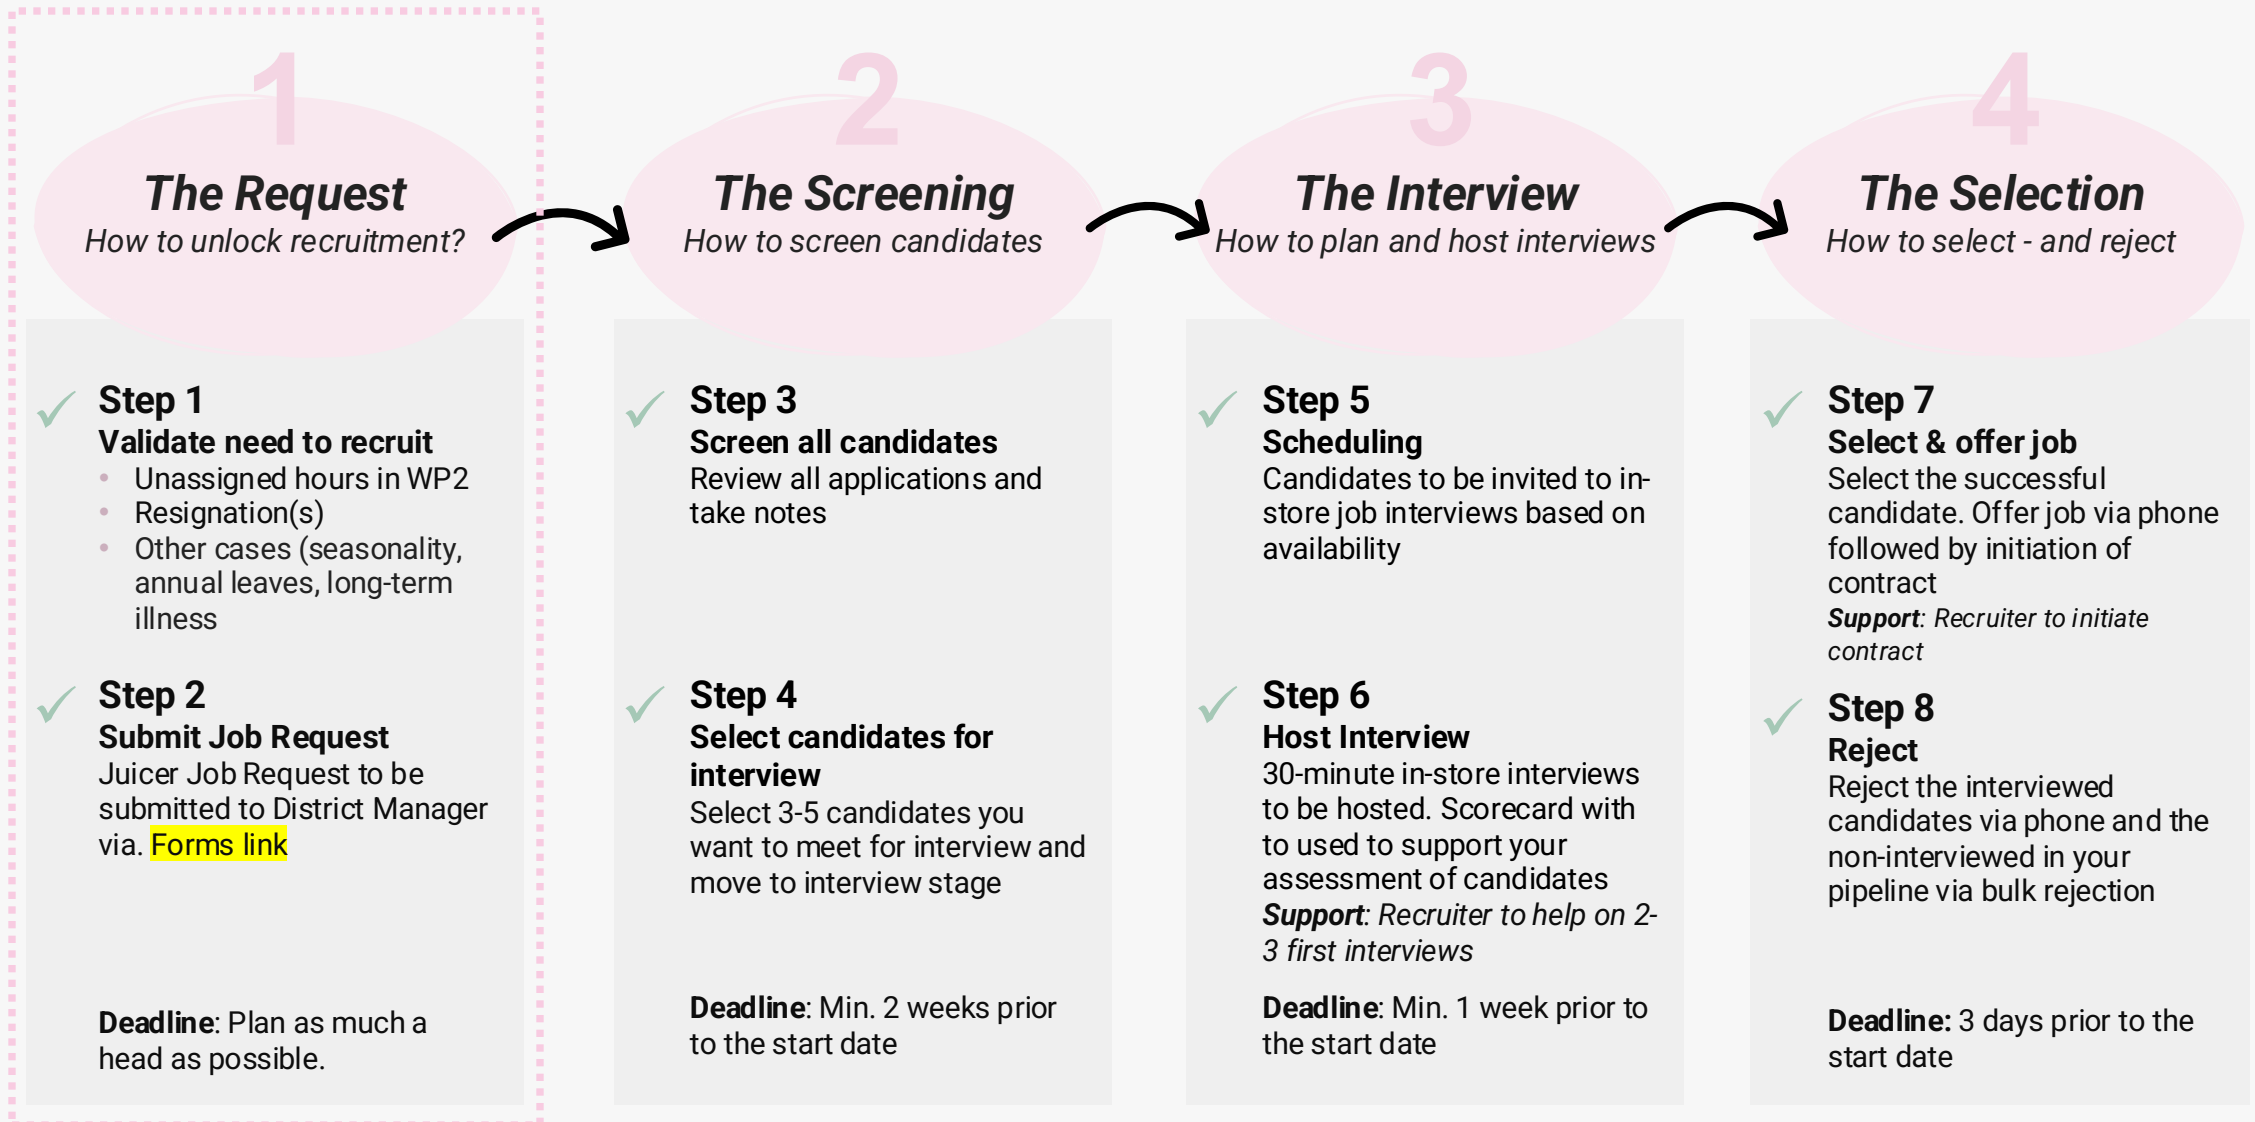 1
The Request
How to unlock recruitment?
Step 1
Validate need to recruit
• Unassigned hours in WP2
• Resignation(s)
• Other cases (seasonality,
annual leaves, long-term
illness
Step 2
Submit Job Request
Juicer Job Request to be
submitted to District Manager
via. Forms link
Deadline: Plan as much a
head as possible.
2
The Screening
How to screen candidates
Step 3
Screen all candidates
Review all applications and
take notes
Step 4
Select candidates for
interview
Select 3-5 candidates you
want to meet for interview and
move to interview stage
Deadline: Min. 2 weeks prior
to the start date
3
The Interview
How to plan and host interviews
Step 5
Scheduling
Candidates to be invited to in-
store job interviews based on
availability
Step 6
Host Interview
30-minute in-store interviews
to be hosted. Scorecard with
to used to support your
assessment of candidates
Support: Recruiter to help on 2-
3 first interviews
Deadline: Min. 1 week prior to
the start date
4
The Selection
How to select - and reject
Step 7
Select & offer job
Select the successful
candidate. Offer job via phone
followed by initiation of
contract
Support: Recruiter to initiate
contract
Step 8
Reject
Reject the interviewed
candidates via phone and the
non-interviewed in your
pipeline via bulk rejection
Deadline: 3 days prior to the
start date